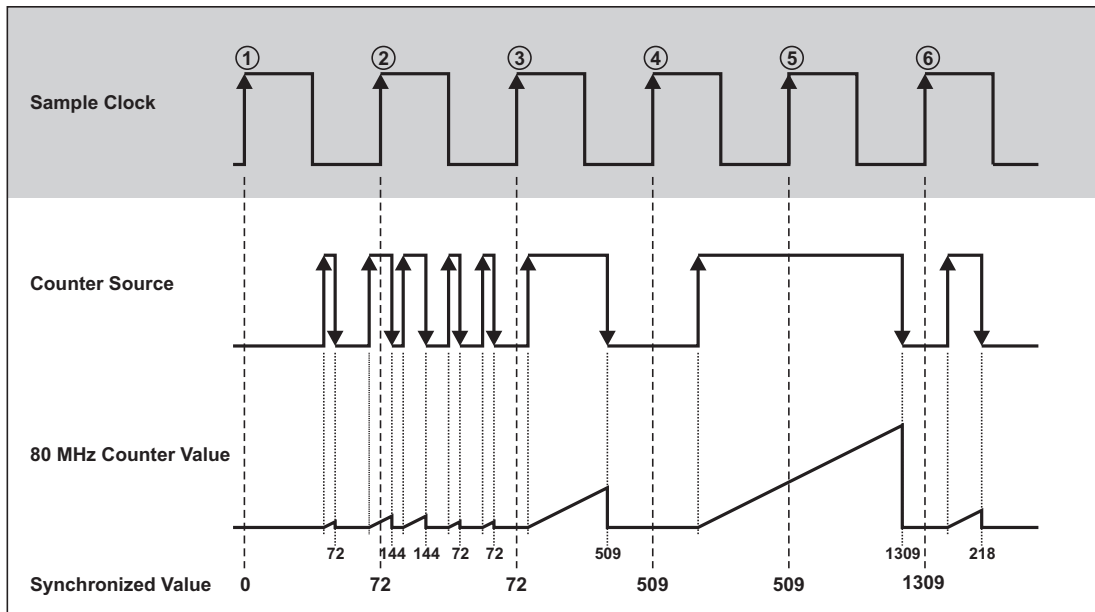 ① ② ③ ④ ⑤ ⑥
Sample Clock
Counter Source
80 MHz Counter Value
72 144 144 72 72 509 1309 218
Synchronized Value 0 72 72 509 509 1309